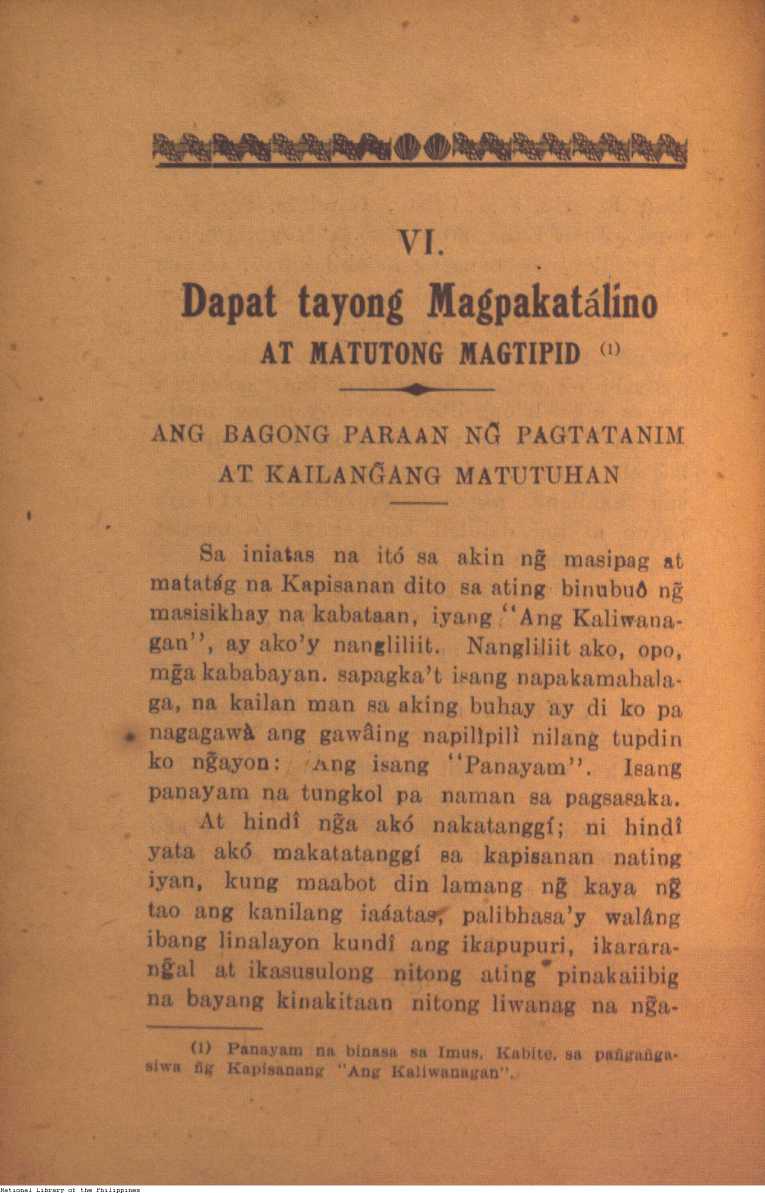 VI.
Dapat tayong Magpakatálino
AT MATUTONG MAGTIPID (1)
ANG BAGONG PARAAN NG̃ PAGTATANIM
AT KAILANG̃ANG MATUTUHAN
Sa iniatas na itó sa akin ng̃ masipag at
matatág na Kapisanan dito sa ating binubuô ng̃
masisikhay na kabataan, iyang "Ang Kaliwana-
gan", ay ako'y nangliliit. Nangliliit ako, opo,
mg̃a kababayan. sapagka't isang napakamahala-
ga, na kailan man sa aking buhay ay di ko pa
nagagawà ang gawâing napilìpilì nilang tupdin
ko ng̃ayon: Ang isang "Panayam". Isang
panayam na tungkol pa naman sa pagsasaka.
At hindî ng̃a akó nakatanggí; ni hindî
yata akó makatatanggí sa kapisanan nating
iyan, kung maabot din lamang ng̃ kaya ng̃
tao ang kanilang iaáatas, palibhasa'y walâng
ibang linalayon kundî ang ikapupuri, ikarara-
ng̃al at ikasusulong nitong ating pinakaiibig
na bayang kinakitaan nitong liwanag na ng̃a-
(1) Panayam na binasa sa Imus, Kabite, sa pañgañga-
siwa ñg Kapisanang "Ang Kaliwanagan".
National Library of the Philippines